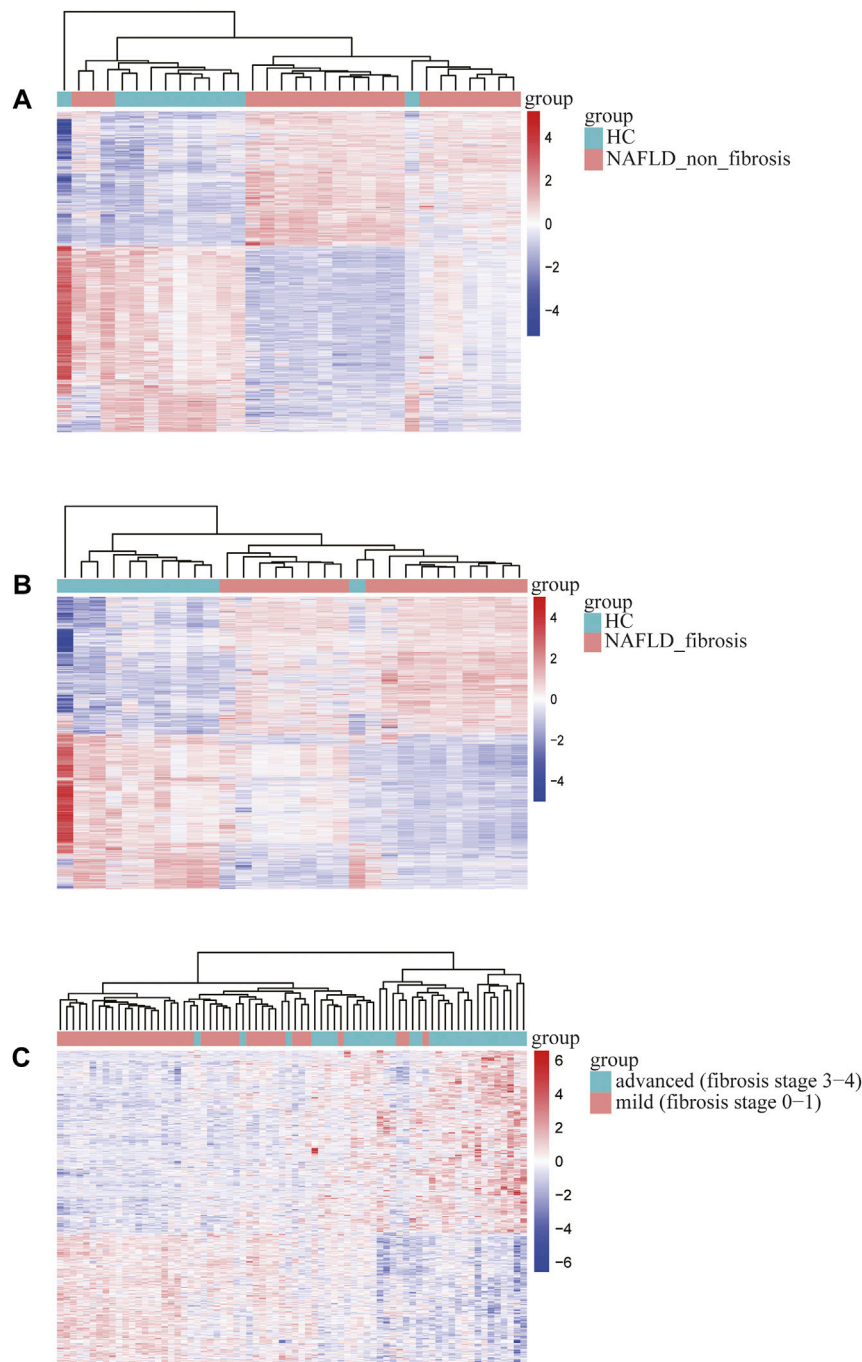 A
group
4
2
0
−2
−4
group
HC
NAFLD_non_fibrosis
B
group
4
2
0
−2
−4
group
HC
NAFLD_fibrosis
C
group
6
4
2
0
−2
−4
−6
group
advanced (fibrosis stage 3−4)
mild (fibrosis stage 0−1)